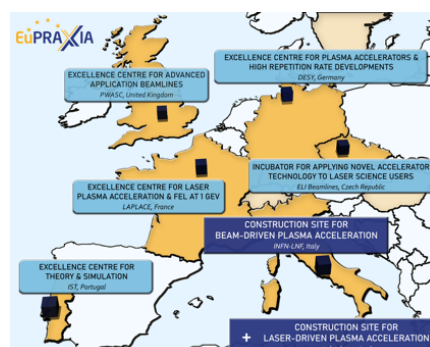 EuPRAXIA
EXCELLENCE CENTRE FOR PLASMA ACCELERATORS &
HIGH REPETITION RATE DEVELOPMENTS
DESY, Germany
EXCELLENCE CENTRE FOR ADVANCED
APPLICATION BEAMLINES
PWASC, United Kingdom
INCUBATOR FOR APPLYING NOVEL ACCELERATOR
TECHNOLOGY TO LASER SCIENCE USERS
ELI Beamlines, Czech Republic
EXCELLENCE CENTRE FOR LASER
PLASMA ACCELERATION & FEL AT 1 GEV
LAPLACE, France
CONSTRUCTION SITE FOR
BEAM-DRIVEN PLASMA ACCELERATION
INFN-LNF, Italy
EXCELLENCE CENTRE FOR
THEORY & SIMULATION
IST, Portugal
+ CONSTRUCTION SITE FOR
LASER-DRIVEN PLASMA ACCELERATION